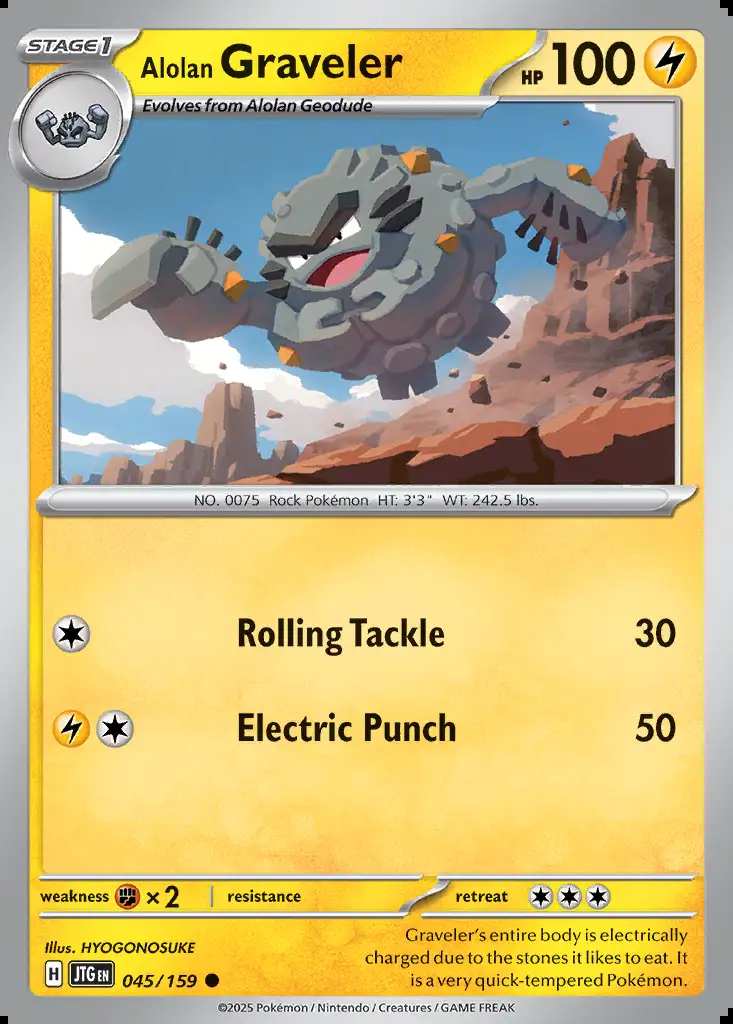 STAGE1
Alolan Graveler
HP 100
Evolves from Alolan Geodude
NO. 0075 Rock Pokémon HT: 3'3" WT: 242.5 lbs.
Rolling Tackle 30
Electric Punch 50
weakness ×2 resistance retreat
Illus. HYOGONOSUKE
H JTG EN 045/159
Graveler's entire body is electrically
charged due to the stones it likes to eat. It
is a very quick-tempered Pokémon.
©2025 Pokémon / Nintendo / Creatures / GAME FREAK